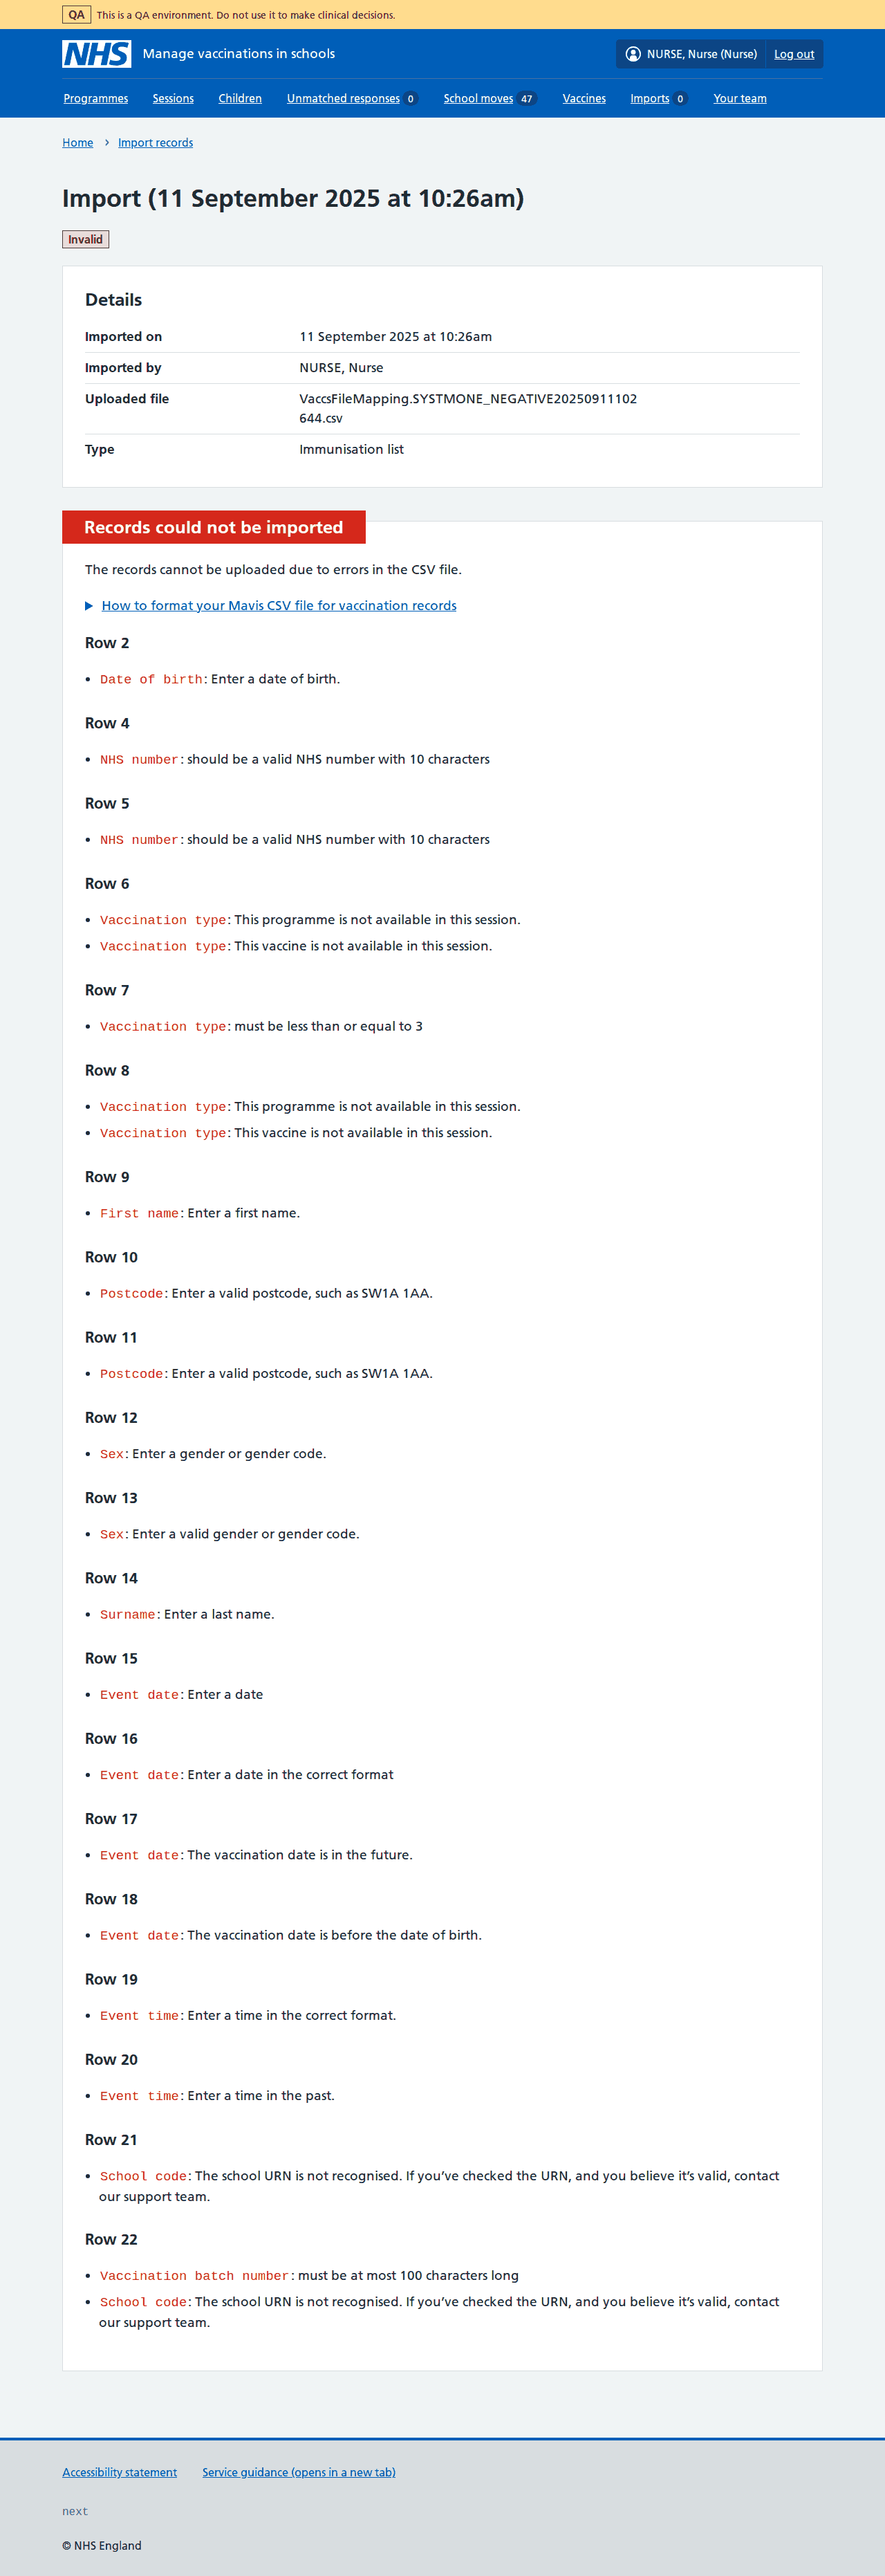 QA This is a QA environment. Do not use it to make clinical decisions.
NHS Manage vaccinations in schools NURSE, Nurse (Nurse) Log out
Programmes Sessions Children Unmatched responses 0 School moves 47 Vaccines Imports 0 Your team
Home › Import records
Import (11 September 2025 at 10:26am)
Invalid
Details
Imported on 11 September 2025 at 10:26am
Imported by NURSE, Nurse
Uploaded file VaccsFileMapping.SYSTMONE_NEGATIVE20250911102
644.csv
Type Immunisation list
Records could not be imported
The records cannot be uploaded due to errors in the CSV file.
How to format your Mavis CSV file for vaccination records
Row 2
• Date of birth: Enter a date of birth.
Row 4
• NHS number: should be a valid NHS number with 10 characters
Row 5
• NHS number: should be a valid NHS number with 10 characters
Row 6
• Vaccination type: This programme is not available in this session.
• Vaccination type: This vaccine is not available in this session.
Row 7
• Vaccination type: must be less than or equal to 3
Row 8
• Vaccination type: This programme is not available in this session.
• Vaccination type: This vaccine is not available in this session.
Row 9
• First name: Enter a first name.
Row 10
• Postcode: Enter a valid postcode, such as SW1A 1AA.
Row 11
• Postcode: Enter a valid postcode, such as SW1A 1AA.
Row 12
• Sex: Enter a gender or gender code.
Row 13
• Sex: Enter a valid gender or gender code.
Row 14
• Surname: Enter a last name.
Row 15
• Event date: Enter a date
Row 16
• Event date: Enter a date in the correct format
Row 17
• Event date: The vaccination date is in the future.
Row 18
• Event date: The vaccination date is before the date of birth.
Row 19
• Event time: Enter a time in the correct format.
Row 20
• Event time: Enter a time in the past.
Row 21
• School code: The school URN is not recognised. If you’ve checked the URN, and you believe it’s valid, contact
our support team.
Row 22
• Vaccination batch number: must be at most 100 characters long
• School code: The school URN is not recognised. If you’ve checked the URN, and you believe it’s valid, contact
our support team.
Accessibility statement Service guidance (opens in a new tab)
next
© NHS England